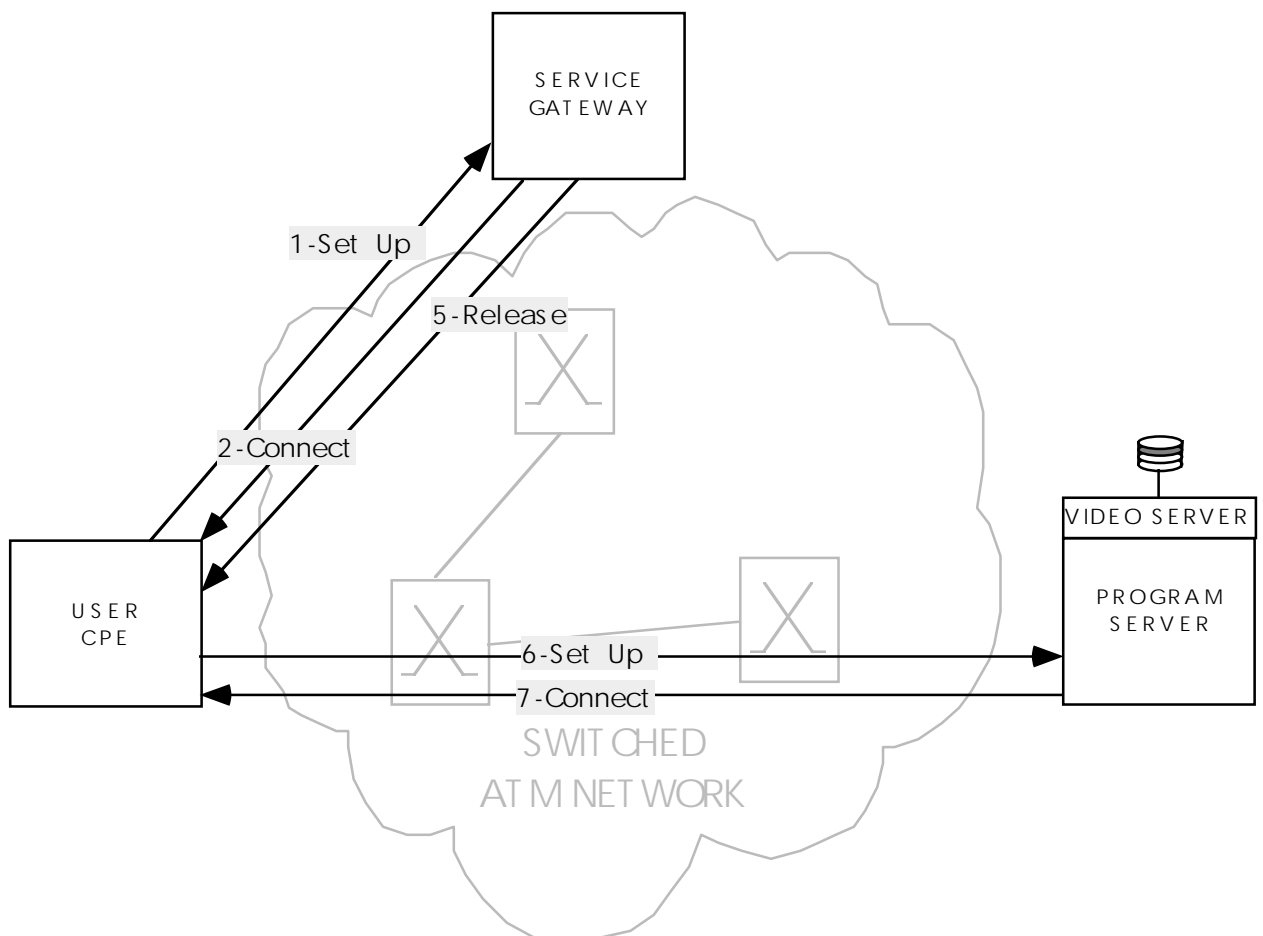 SERVICE
GATEWAY
1-Set Up
5-Release
2-Connect
VIDEO SERVER
USER
CPE
PROGRAM
SERVER
6-Set Up
7-Connect
SWITCHED
ATM NETWORK